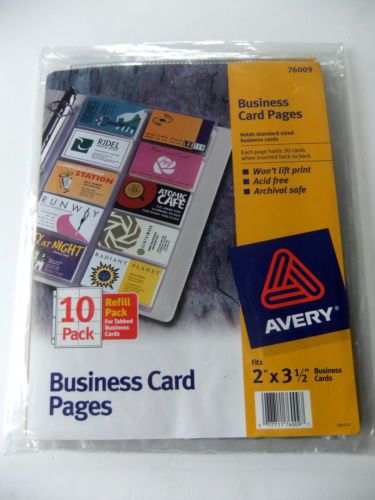 76009
Business
Card Pages
Holds standard sized
business cards
Each page holds 20 cards
when inserted back to back
Won't lift print
Acid free
Archival safe
RIDEL
STATION
ATOMIC
CAFÉ
RUNWAY
AT NIGHT
RADIANT
PLANET
10
Pack
Refill
Pack
For Tabbed
Business
Cards
AVERY
Fits
2" x 3 1/2"
Business
Cards
Business Card
Pages